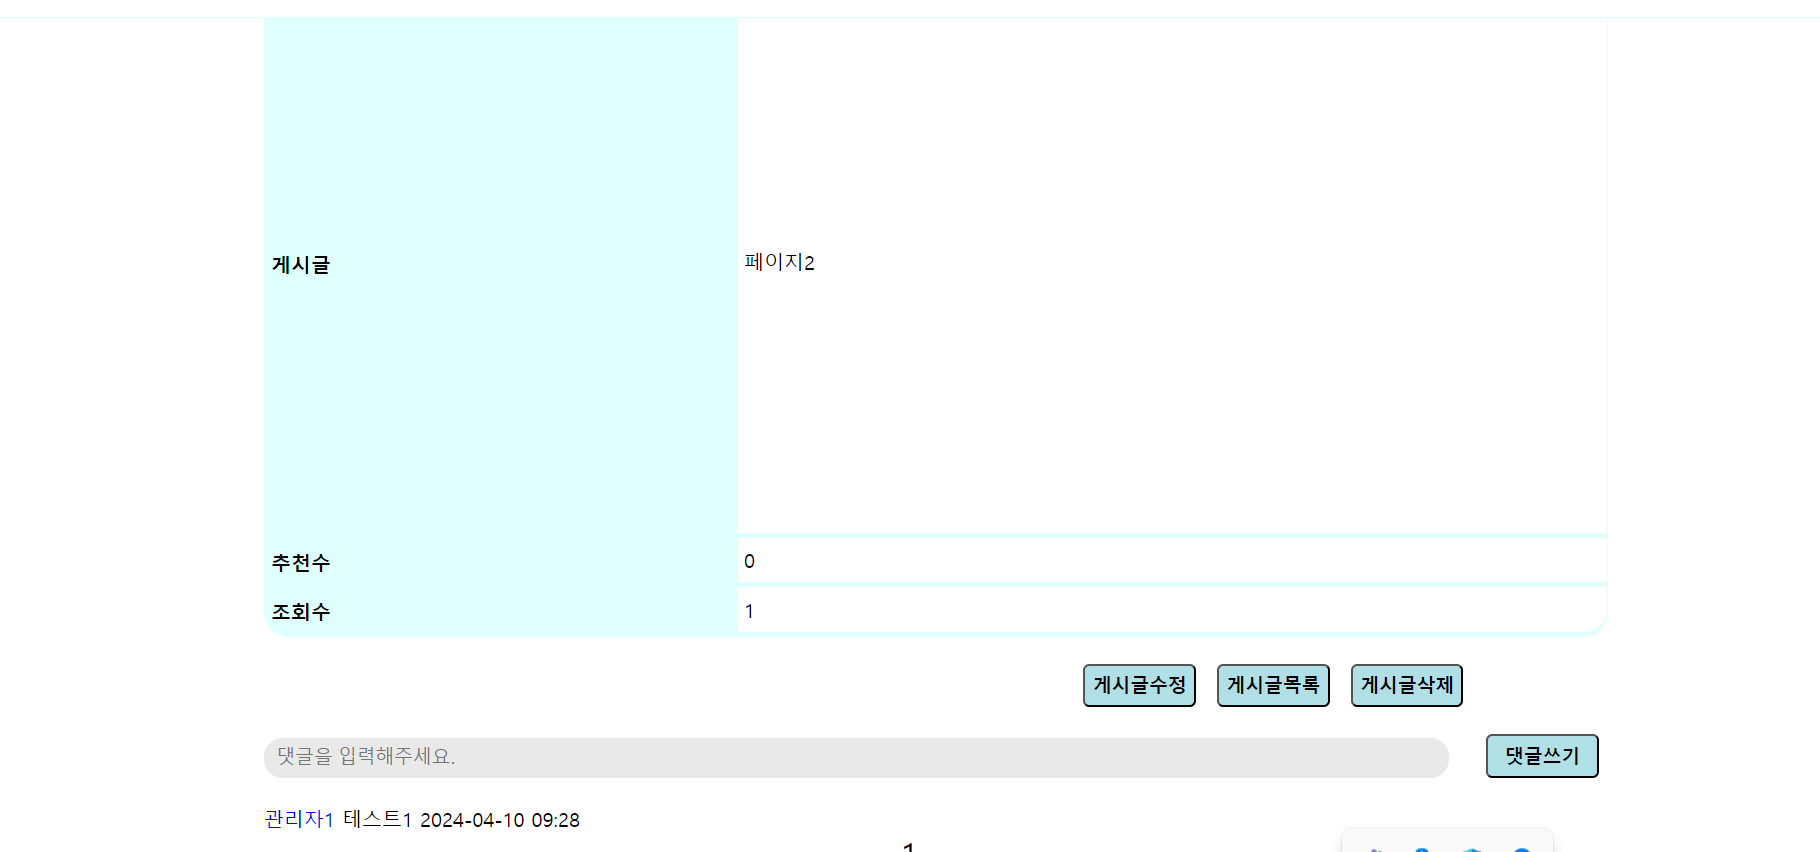 게시글 페이지2
추천수 0
조회수 1
게시글수정 게시글목록 게시글삭제
댓글을 입력해주세요. 댓글쓰기
관리자1 테스트1 2024-04-10 09:28
1